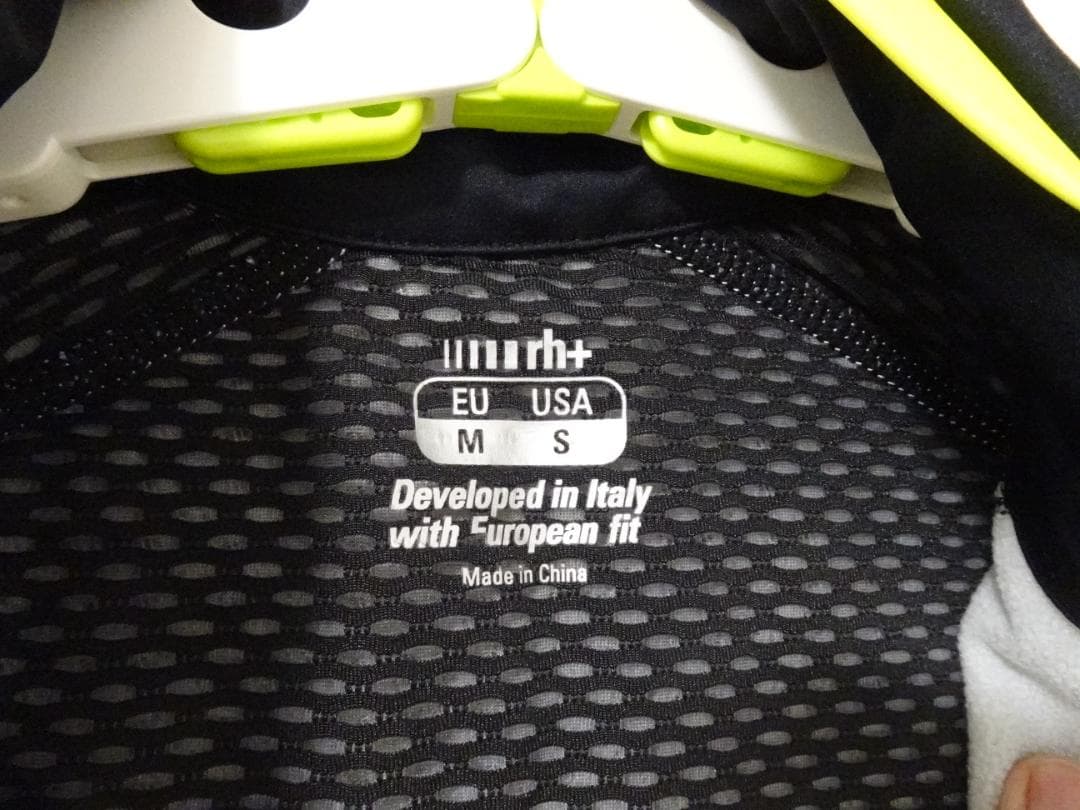 rh+
EU USA
M S
Developed in Italy
with European fit
Made in China